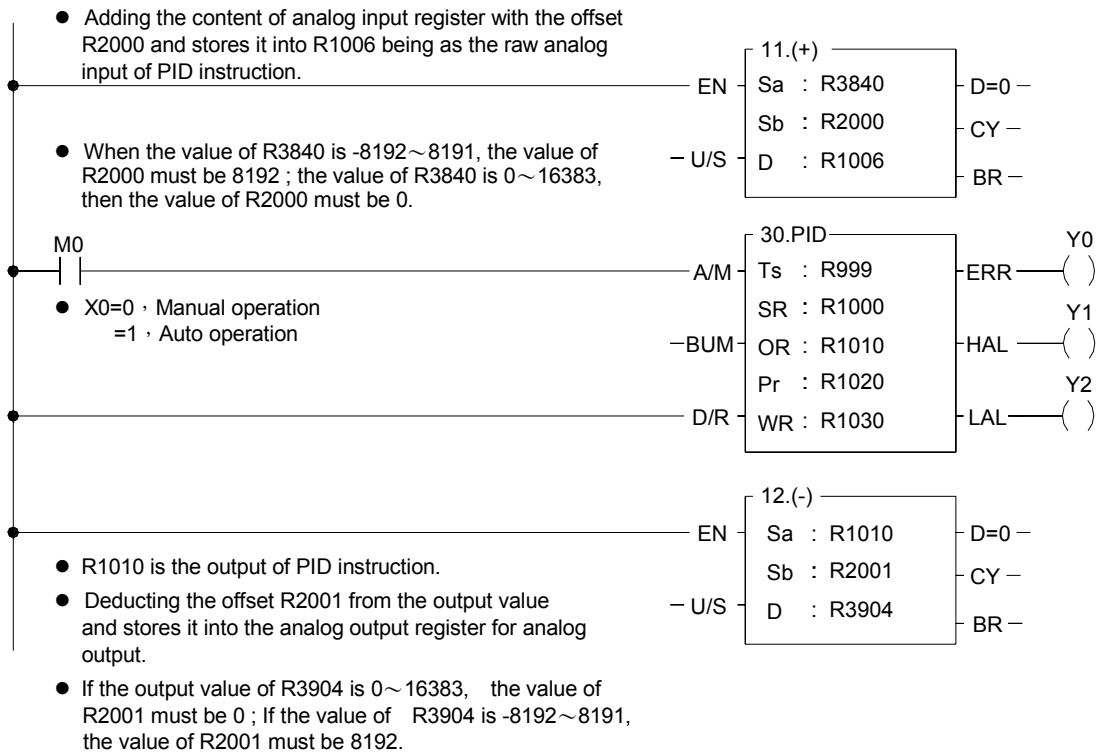 ● Adding the content of analog input register with the offset
R2000 and stores it into R1006 being as the raw analog
input of PID instruction.
11.(+)
EN Sa : R3840 D=0
Sb : R2000 CY
● When the value of R3840 is -8192～8191, the value of
U/S D : R1006 BR
R2000 must be 8192 ; the value of R3840 is 0～16383,
then the value of R2000 must be 0.
M0 30.PID Y0
A/M Ts : R999 ERR ( )
● X0=0，Manual operation
SR : R1000 Y1
=1，Auto operation
BUM OR : R1010 HAL ( )
Pr : R1020 Y2
D/R WR : R1030 LAL ( )
12.(-)
EN Sa : R1010 D=0
● R1010 is the output of PID instruction.
Sb : R2001 CY
● Deducting the offset R2001 from the output value
U/S D : R3904 BR
and stores it into the analog output register for analog
output.
● If the output value of R3904 is 0～16383, the value of
R2001 must be 0 ; If the value of R3904 is -8192～8191,
the value of R2001 must be 8192.